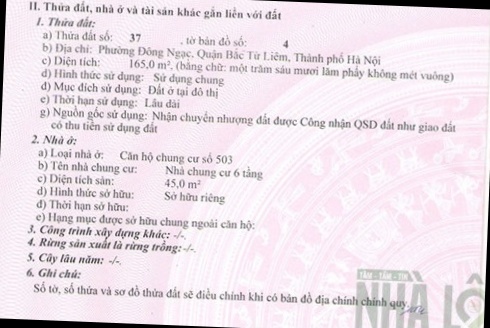 II. Thửa đất, nhà ở và tài sản khác gắn liền với đất
1. Thửa đất:
a) Thửa đất số: 37 , tờ bản đồ số: 4
b) Địa chỉ: Phường Đông Ngạc, Quận Bắc Từ Liêm, Thành phố Hà Nội
c) Diện tích: 165,0 m², (bằng chữ: một trăm sáu mươi lăm phẩy không mét vuông)
d) Hình thức sử dụng: Sử dụng chung
đ) Mục đích sử dụng: Đất ở tại đô thị
e) Thời hạn sử dụng: Lâu dài
g) Nguồn gốc sử dụng: Nhận chuyển nhượng đất được Công nhận QSD đất như giao đất
có thu tiền sử dụng đất
2. Nhà ở:
a) Loại nhà ở: Căn hộ chung cư số 503
b) Tên nhà chung cư: Nhà chung cư 6 tầng
c) Diện tích sàn: 45,0 m²
d) Hình thức sở hữu: Sở hữu riêng
đ) Thời hạn sở hữu:
e) Hạng mục được sở hữu chung ngoài căn hộ:
3. Công trình xây dựng khác: -/-.
4. Rừng sản xuất là rừng trồng: -/-.
5. Cây lâu năm: -/-.
6. Ghi chú:
Số tờ, số thửa và sơ đồ thửa đất sẽ điều chỉnh khi có bản đồ địa chính chính quy
TÂM - TẦM - TÍN
NHÀ LỘ